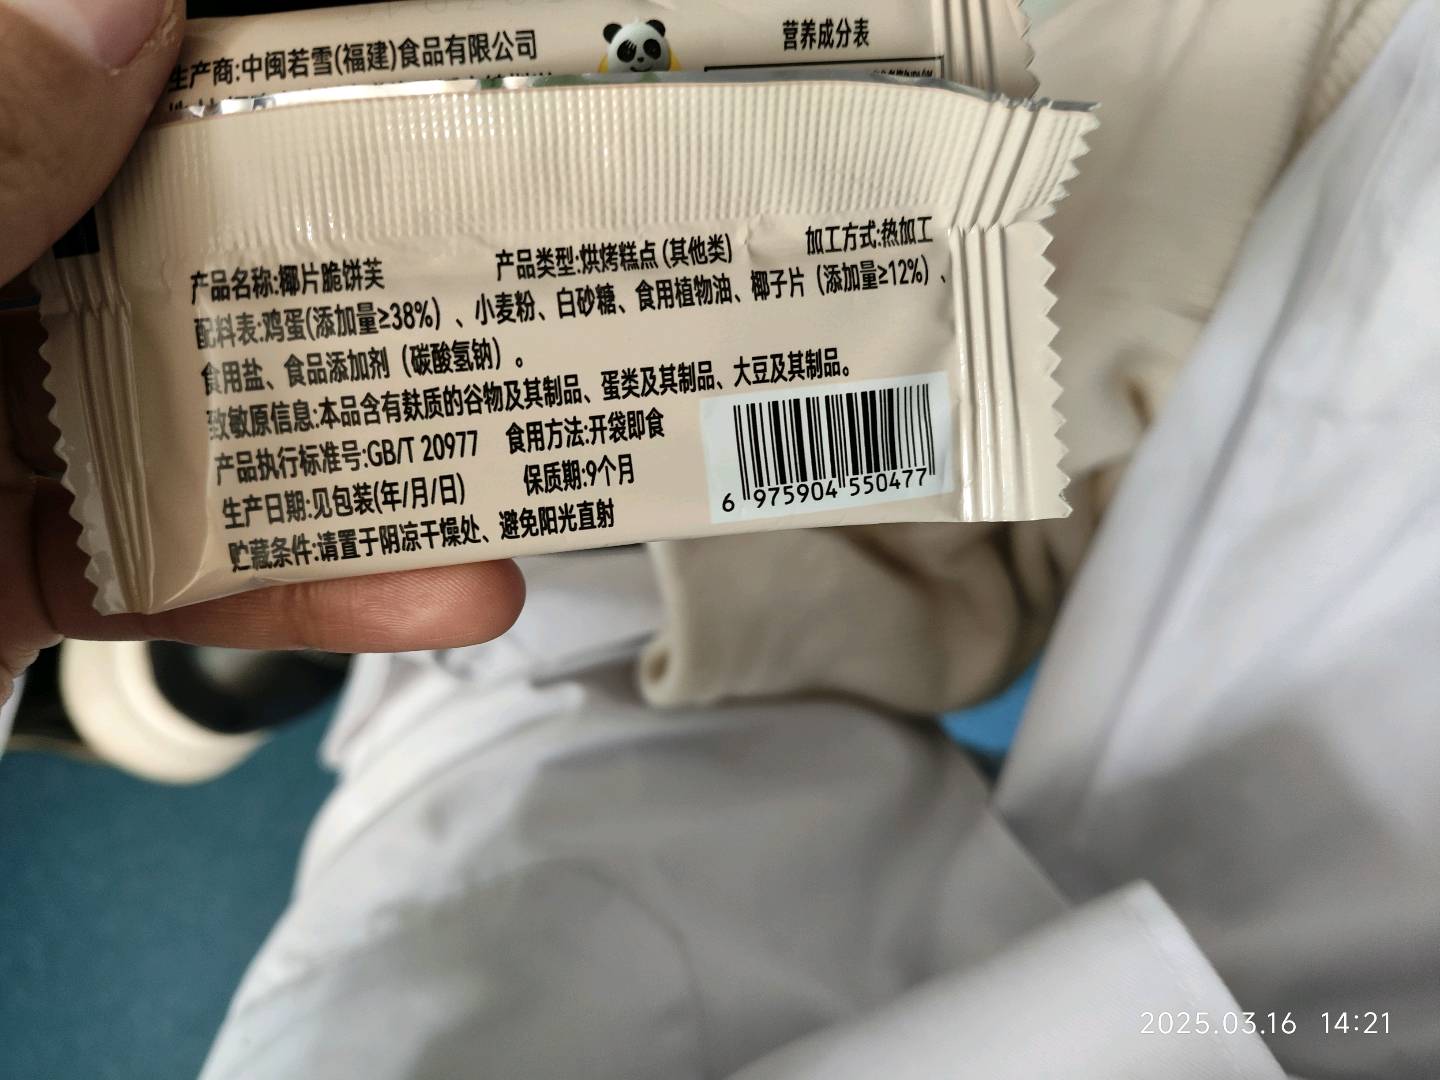 生产商:中闽若雪(福建)食品有限公司
营养成分表
产品名称:椰片脆饼芙 产品类型:烘烤糕点(其他类) 加工方式:热加工
配料表:鸡蛋(添加量≥38%)、小麦粉、白砂糖、食用植物油、椰子片(添加量≥12%)、
食用盐、食品添加剂(碳酸氢钠)。
致敏原信息:本品含有麸质的谷物及其制品、蛋类及其制品、大豆及其制品。
产品执行标准号:GB/T 20977 食用方法:开袋即食
生产日期:见包装(年/月/日) 保质期:9个月
贮藏条件:请置于阴凉干燥处、避免阳光直射
6 975904 550477
2025.03.16 14:21